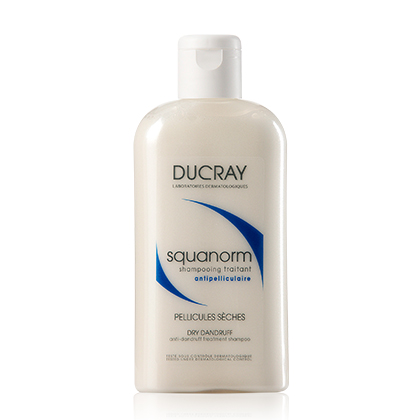 DUCRAY
LABORATOIRES DERMATOLOGIQUES
squanorm
shampooing traitant
antipelliculaire
PELLICULES SÈCHES
DRY DANDRUFF
anti-dandruff treatment shampoo